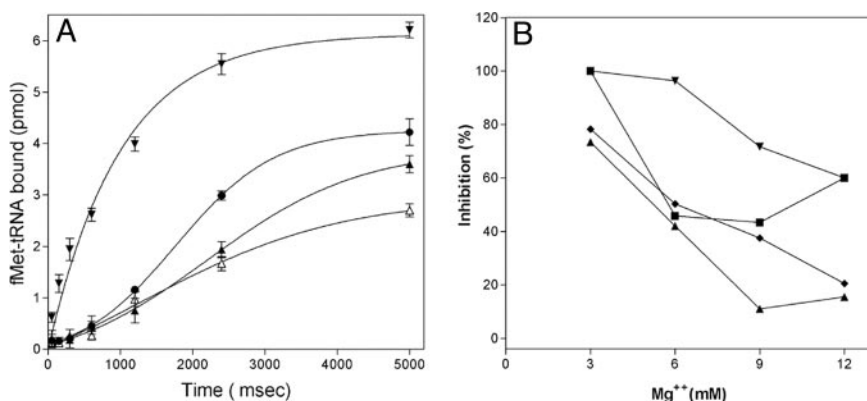 A
fMet-tRNA bound (pmol)
6
5
4
3
2
1
0
0 1000 2000 3000 4000 5000
Time ( msec)
B
Inhibition (%)
120
100
80
60
40
20
0
0 3 6 9 12
Mg++(mM)